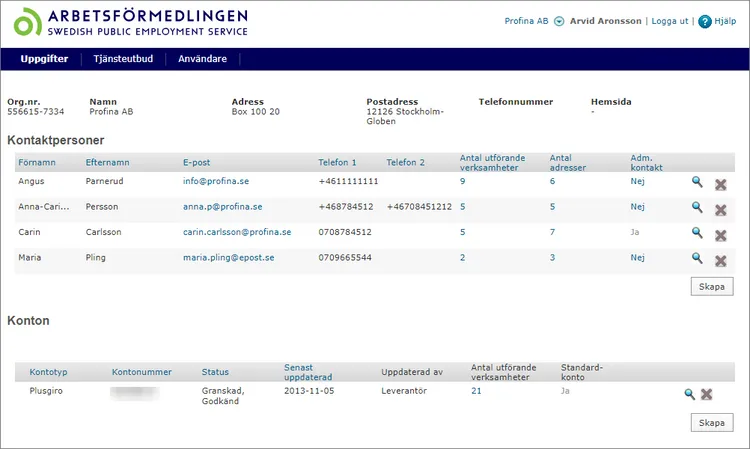 ARBETSFÖRMEDLINGEN
SWEDISH PUBLIC EMPLOYMENT SERVICE
Profina AB | Arvid Aronsson | Logga ut | ? Hjälp
Uppgifter | Tjänsteutbud | Användare
Org.nr. Namn Adress Postadress Telefonnummer Hemsida
556615-7334 Profina AB Box 100 20 12126 Stockholm- -
Globen
Kontaktpersoner
Antal utförande Antal Adm.
Förnamn Efternamn E-post Telefon 1 Telefon 2 verksamheter adresser kontakt
Angus Parnerud info@profina.se +4611111111 9 6 Nej
Anna-Cari... Persson anna.p@profina.se +468784512 +46708451212 5 5 Nej
Carin Carlsson carin.carlsson@profina.se 0708784512 5 7 Ja
Maria Pling maria.pling@epost.se 0709665544 2 3 Nej
Skapa
Konton
Senast Antal utförande Standard-
Kontotyp Kontonummer Status uppdaterad Uppdaterad av verksamheter konto
Plusgiro Granskad, 2013-11-05 Leverantör 21 Ja
Godkänd
Skapa